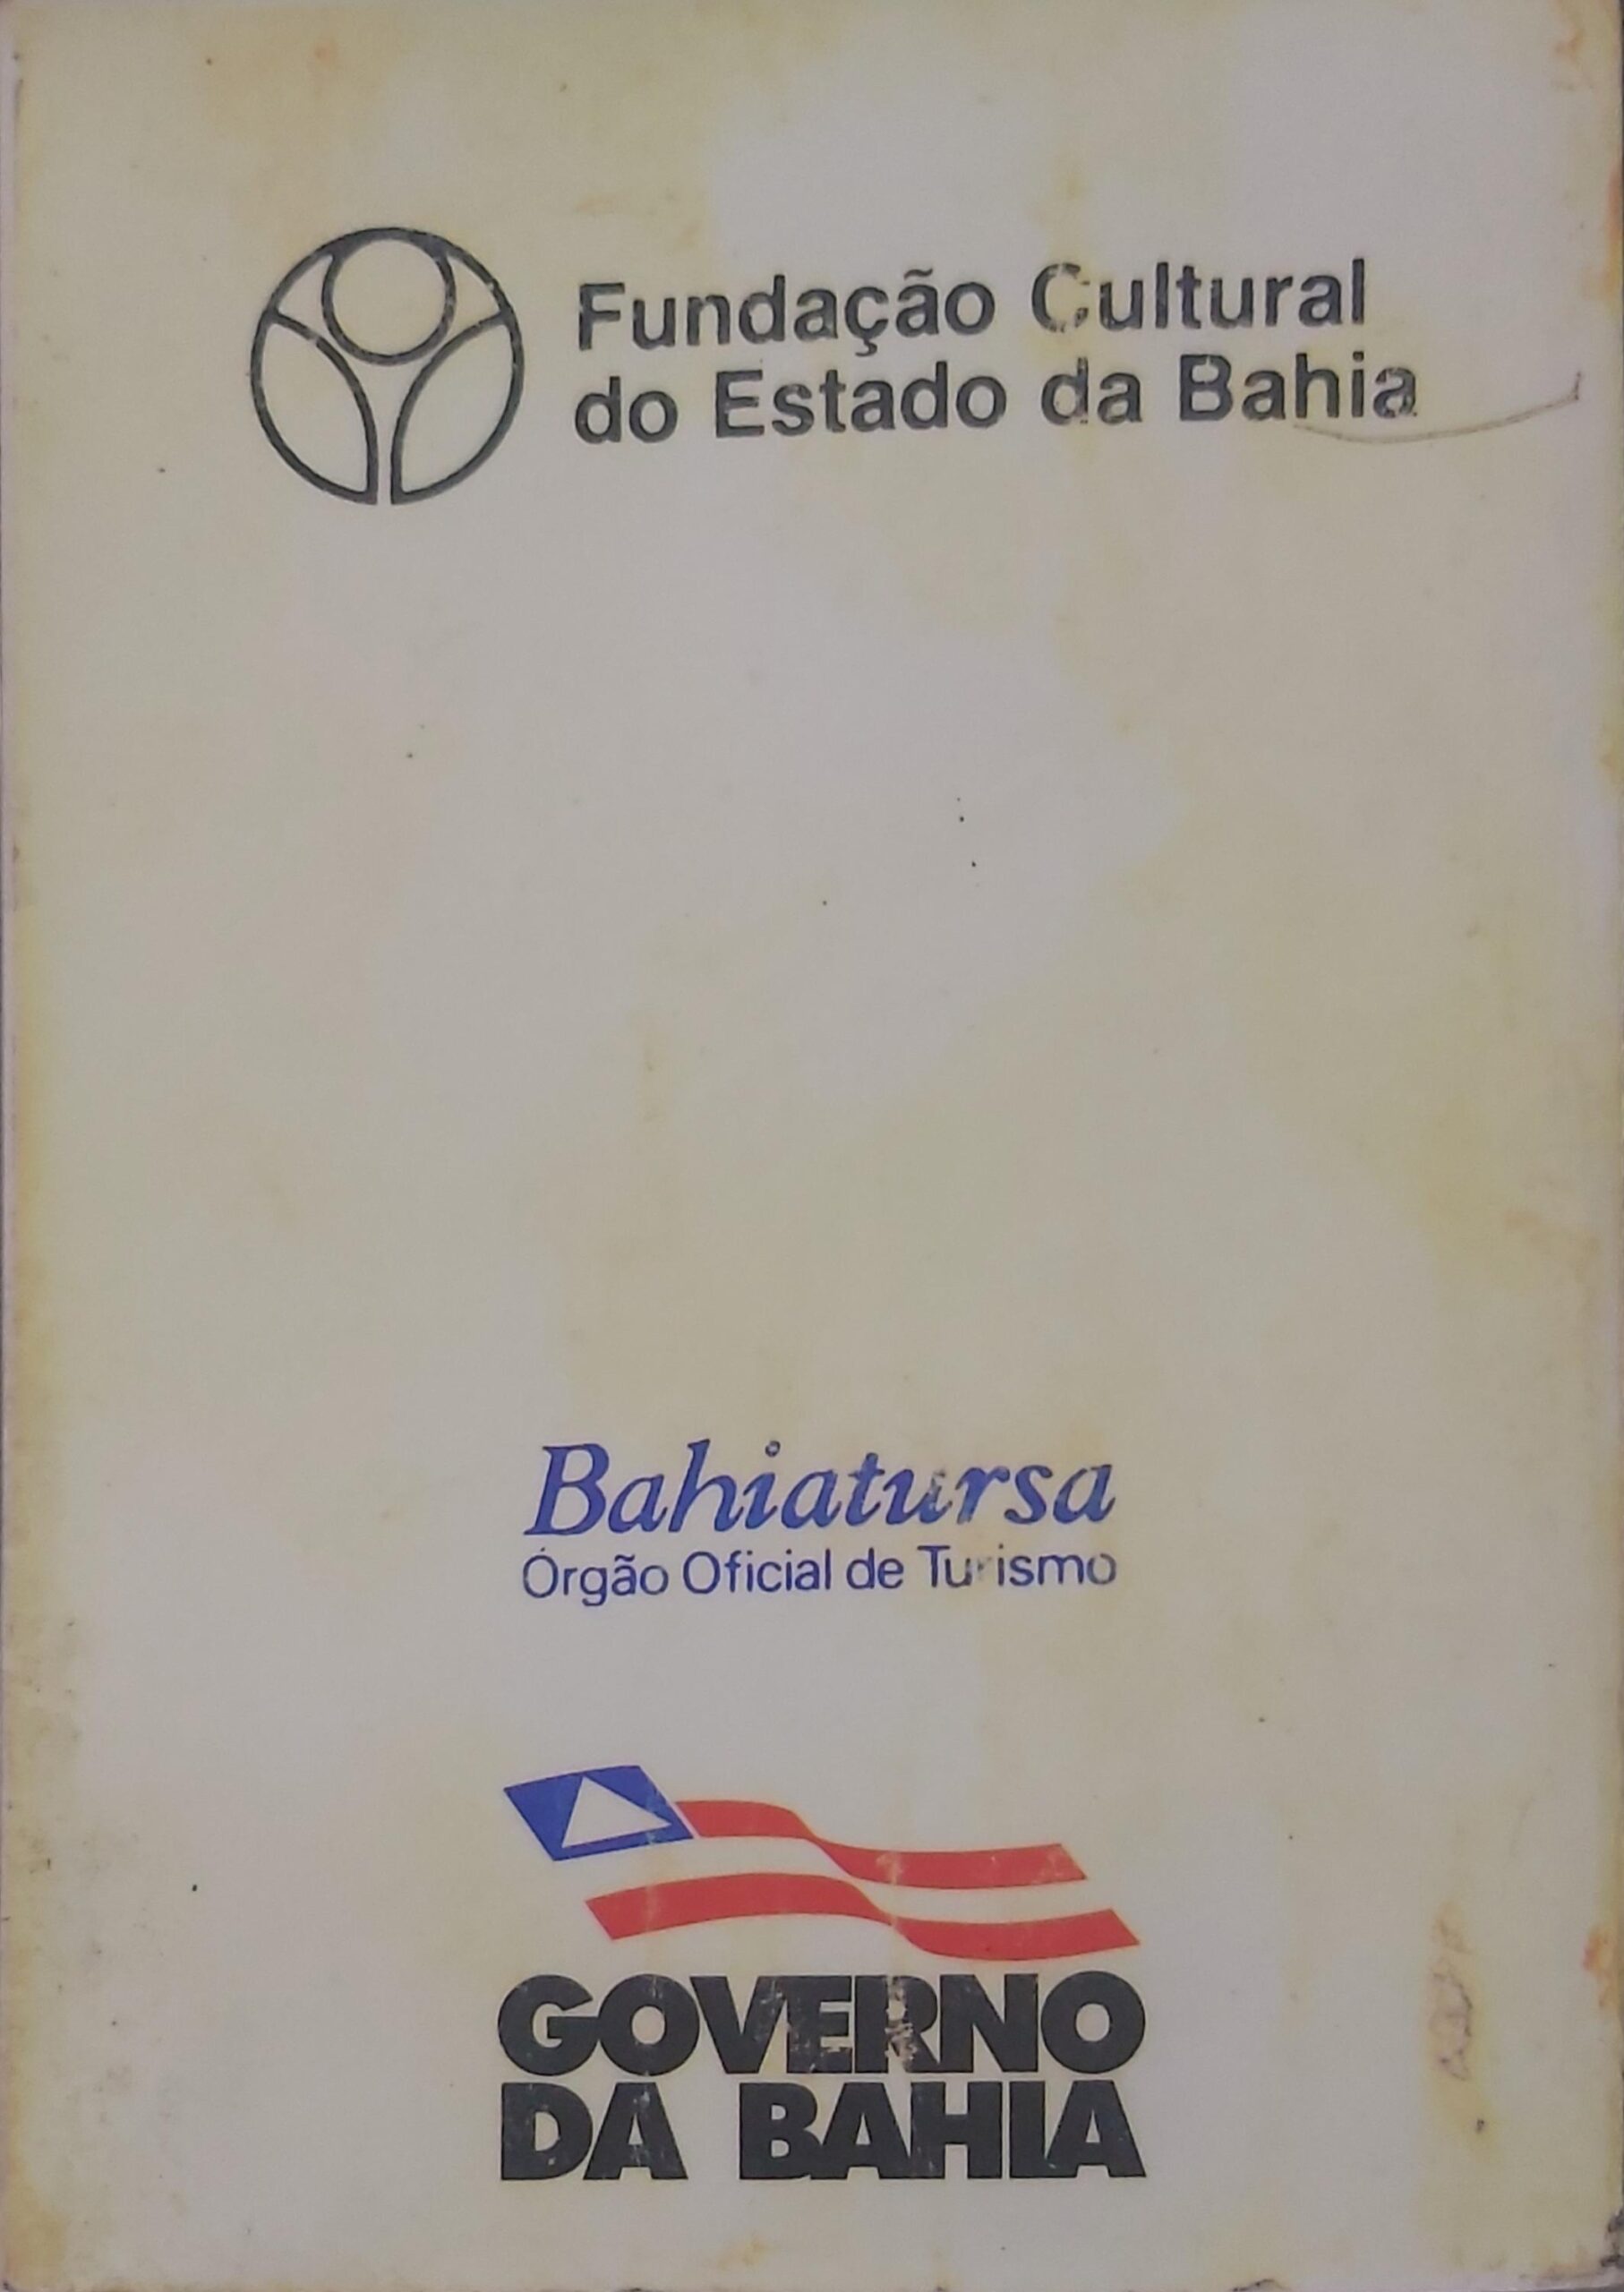 Fundação Cultural
do Estado da Bahia
Bahiatursa
Órgão Oficial de Turismo
GOVERNO
DA BAHIA